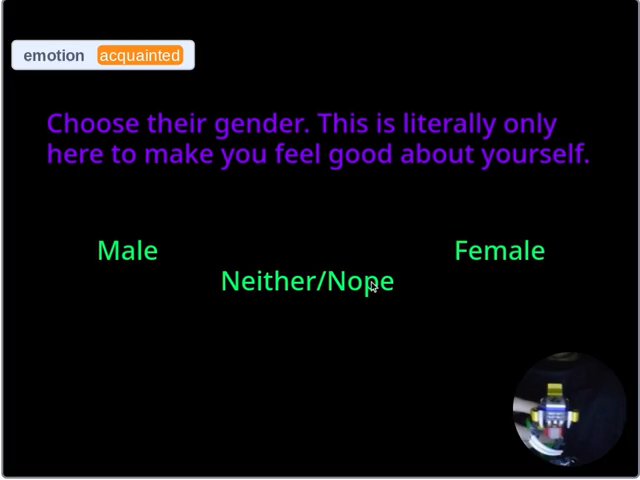 emotion acquainted
Choose their gender. This is literally only
here to make you feel good about yourself.
Male Female
Neither/Nope